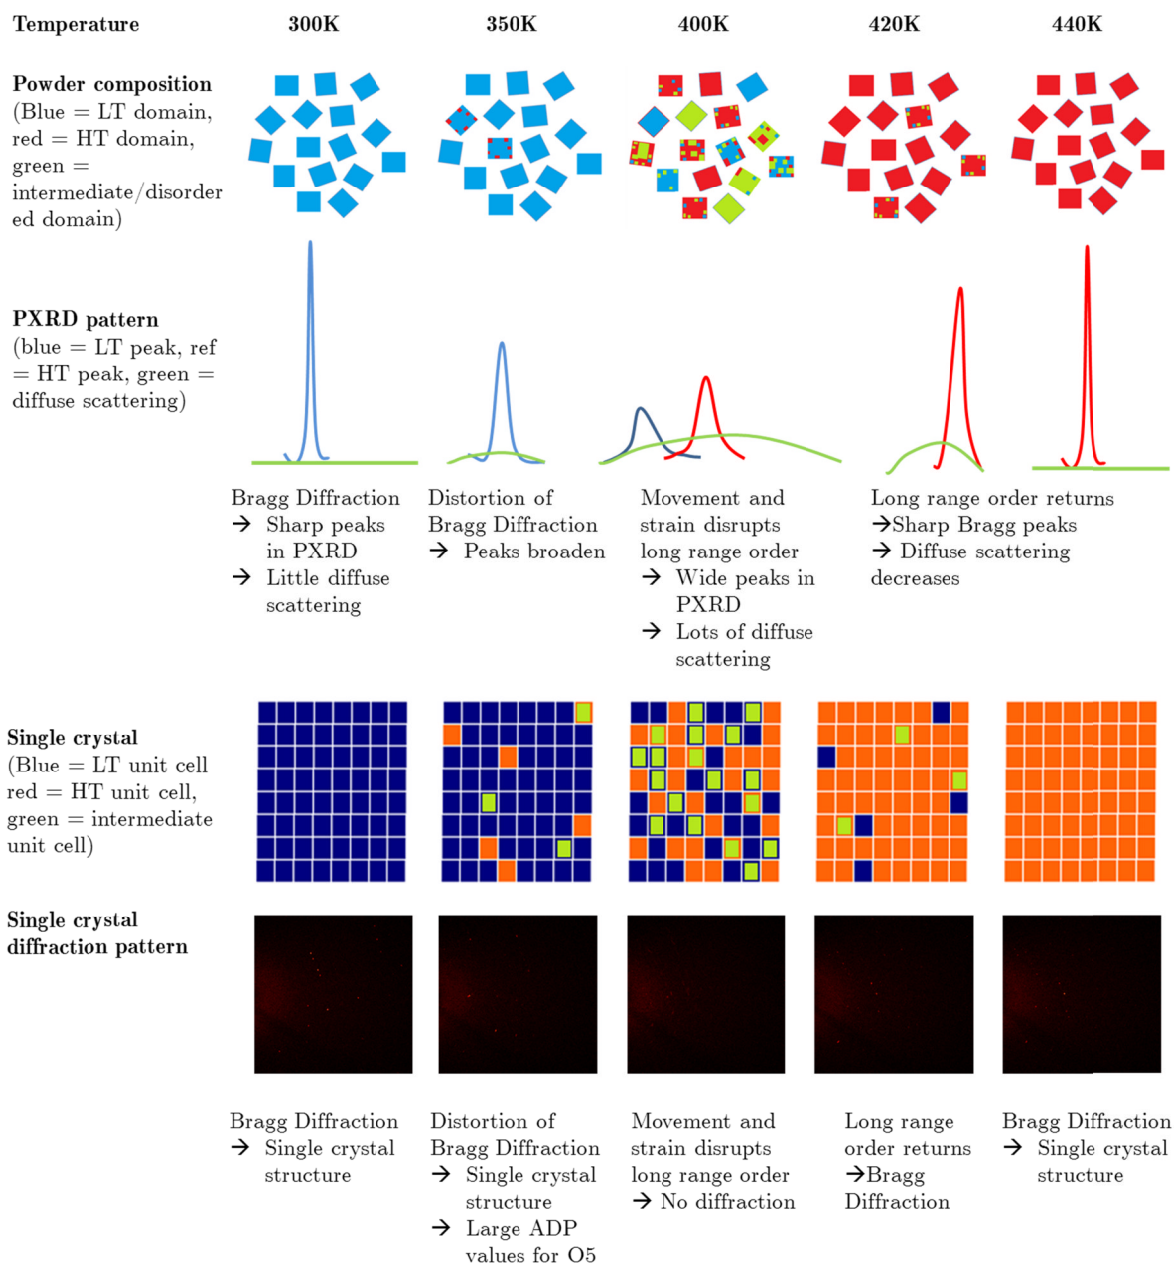 Temperature 300K 350K 400K 420K 440K
Powder composition
(Blue = LT domain,
red = HT domain,
green =
intermediate/disorder
ed domain)
PXRD pattern
(blue = LT peak, ref
= HT peak, green =
diffuse scattering)
Bragg Diffraction
→ Sharp peaks
in PXRD
→ Little diffuse
scattering
Distortion of
Bragg Diffraction
→ Peaks broaden
Movement and
strain disrupts
long range order
→ Wide peaks in
PXRD
→ Lots of diffuse
scattering
Long range order returns
→Sharp Bragg peaks
→ Diffuse scattering
decreases
Single crystal
(Blue = LT unit cell
red = HT unit cell,
green = intermediate
unit cell)
Single crystal
diffraction pattern
Bragg Diffraction
→ Single crystal
structure
Distortion of
Bragg Diffraction
→ Single crystal
structure
→ Large ADP
values for O5
Movement and
strain disrupts
long range order
→ No diffraction
Long range
order returns
→Bragg
Diffraction
Bragg Diffraction
→ Single crystal
structure